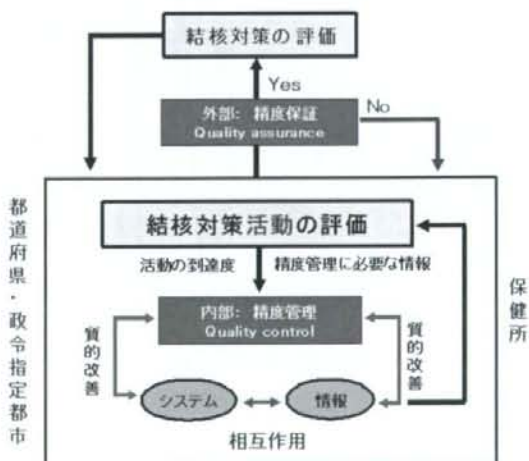 結核対策の評価
Yes
No
外部：精度保証
Quality assurance
結核対策活動の評価
活動の到達度
精度管理に必要な情報
内部：精度管理
Quality control
質的改善
質的改善
システム
情報
相互作用
都道府県・政令指定都市
保健所